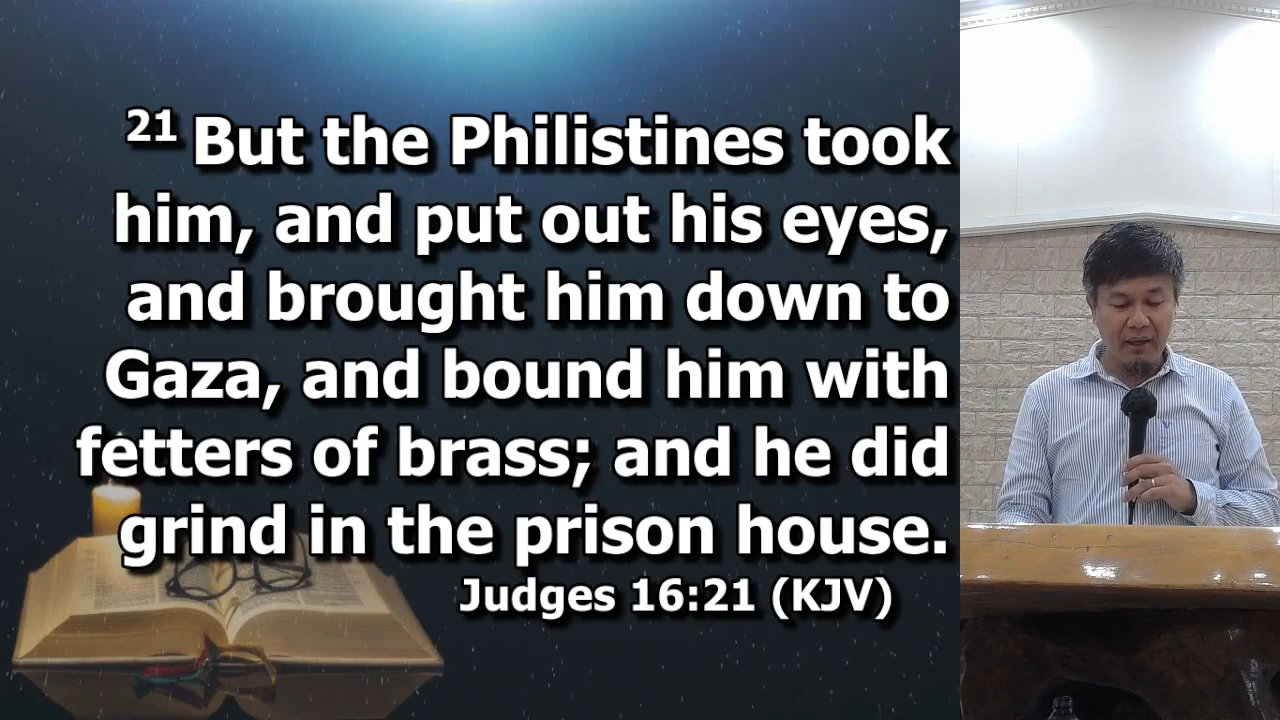 21 But the Philistines took
him, and put out his eyes,
and brought him down to
Gaza, and bound him with
fetters of brass; and he did
grind in the prison house.
Judges 16:21 (KJV)